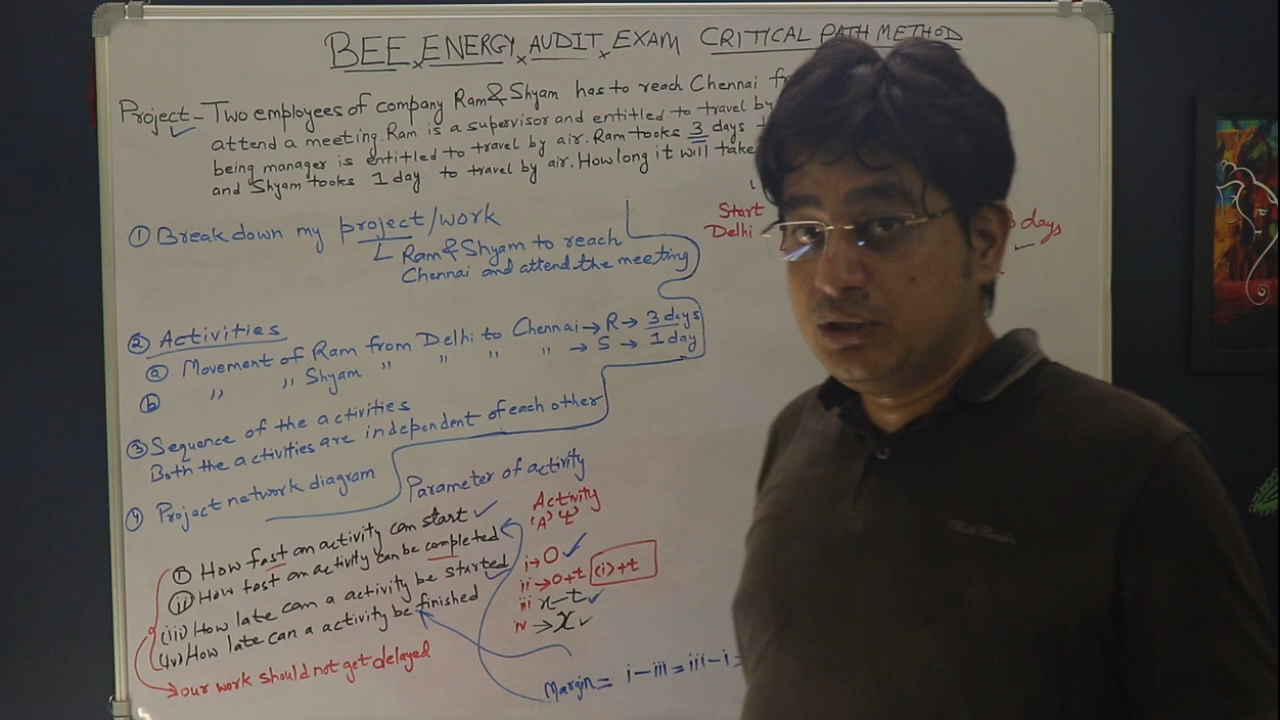 BEE ENERGY AUDIT EXAM CRITICAL PATH METHOD
Project - Two employees of company Ram & Shyam has to reach Chennai
attend a meeting. Ram is a supervisor and entitled to travel by
being manager is entitled to travel by air. Ram tooks 3 days
and Shyam tooks 1 day to travel by air. How long it will take
① Break down my project/work
Ram & Shyam to reach
Chennai and attend the meeting
Start
Delhi
days
② Activities
ⓐ Movement of Ram from Delhi to Chennai → R → 3 days
ⓑ " " Shyam " " " → S → 1 day
③ Sequence of the activities
Both the activities are independent of each other
④ Project network diagram
Parameter of activity
(i) How fast an activity can start
(ii) How fast an activity can be completed
(iii) How late can a activity be started
(iv) How late can a activity be finished
→ our work should not get delayed
Activity
'A' 't'
i → 0
ii → 0+t (i)+t
iii x-t
iv → x
Margin = i - iii = iii - i =